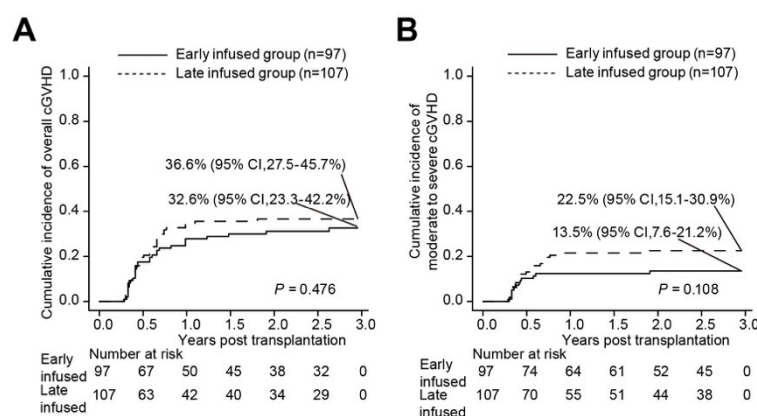 A
Early infused group (n=97)
Late infused group (n=107)
Cumulative incidence of overall cGVHD
1.0
0.8
0.6
0.4
0.2
0.0
36.6% (95% CI,27.5-45.7%)
32.6% (95% CI,23.3-42.2%)
P = 0.476
0.0 0.5 1.0 1.5 2.0 2.5 3.0
Years post transplantation
Number at risk
Early infused 97 67 50 45 38 32 0
Late infused 107 63 42 40 34 29 0
B
Early infused group (n=97)
Late infused group (n=107)
Cumulative incidence of
moderate to severe cGVHD
1.0
0.8
0.6
0.4
0.2
0.0
22.5% (95% CI,15.1-30.9%)
13.5% (95% CI,7.6-21.2%)
P = 0.108
0.0 0.5 1.0 1.5 2.0 2.5 3.0
Years post transplantation
Number at risk
Early infused 97 74 64 61 52 45 0
Late infused 107 70 55 51 44 38 0